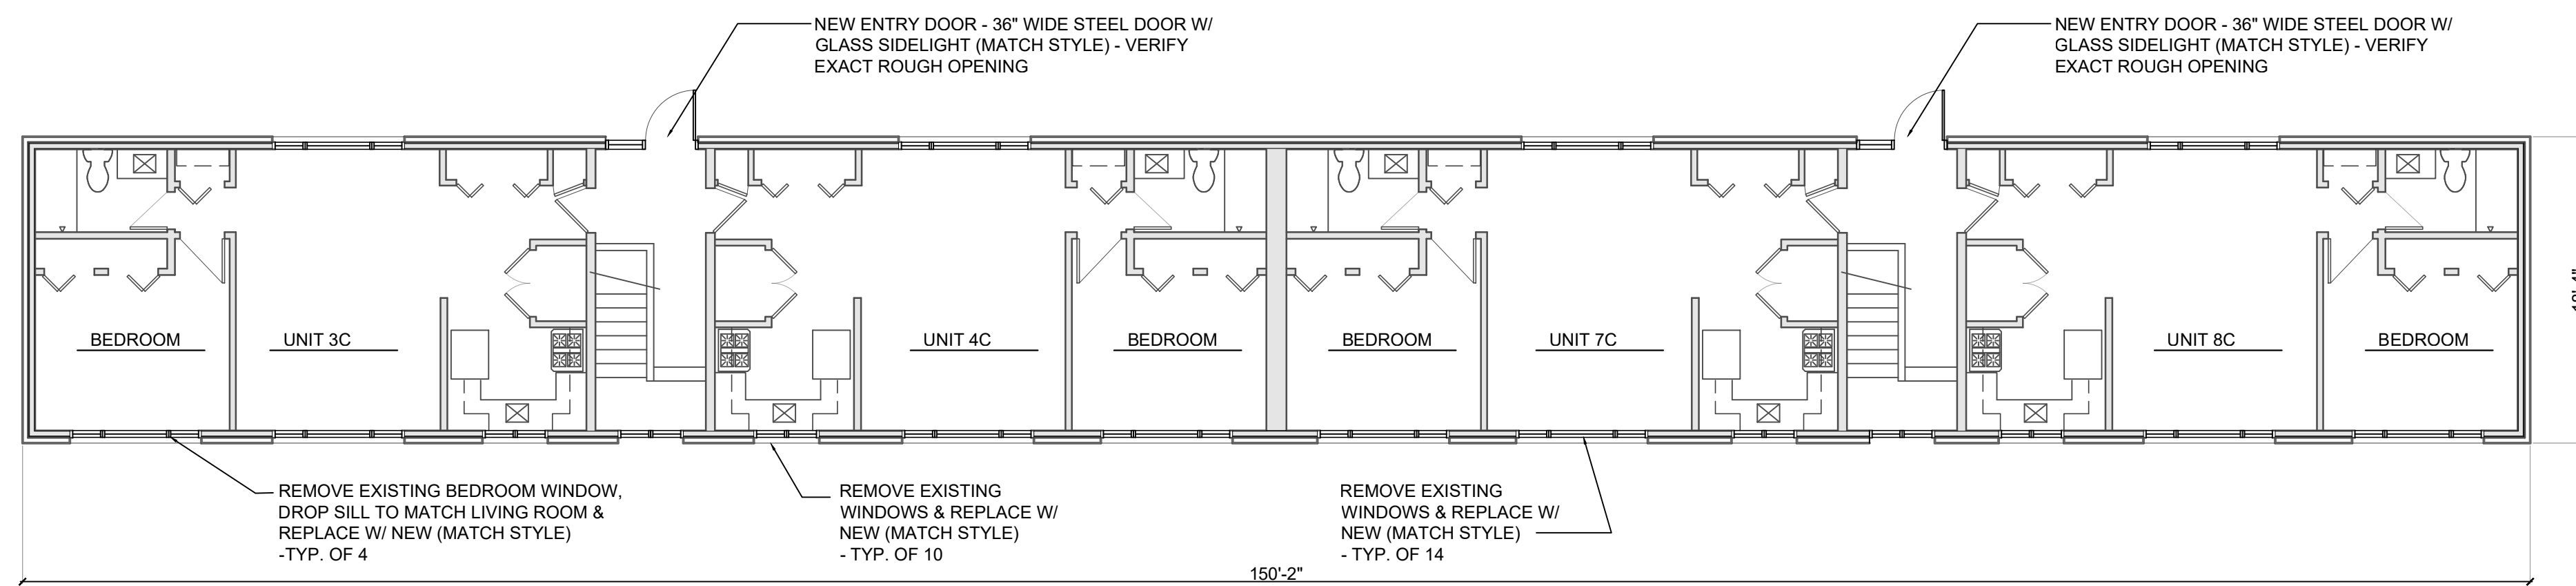 NEW ENTRY DOOR - 36" WIDE STEEL DOOR W/
GLASS SIDELIGHT (MATCH STYLE) - VERIFY
EXACT ROUGH OPENING
NEW ENTRY DOOR - 36" WIDE STEEL DOOR W/
GLASS SIDELIGHT (MATCH STYLE) - VERIFY
EXACT ROUGH OPENING
BEDROOM
UNIT 3C
UNIT 4C
BEDROOM
BEDROOM
UNIT 7C
UNIT 8C
BEDROOM
REMOVE EXISTING BEDROOM WINDOW,
DROP SILL TO MATCH LIVING ROOM &
REPLACE W/ NEW (MATCH STYLE)
-TYP. OF 4
REMOVE EXISTING
WINDOWS & REPLACE W/
NEW (MATCH STYLE)
- TYP. OF 10
REMOVE EXISTING
WINDOWS & REPLACE W/
NEW (MATCH STYLE)
- TYP. OF 14
150'-2"